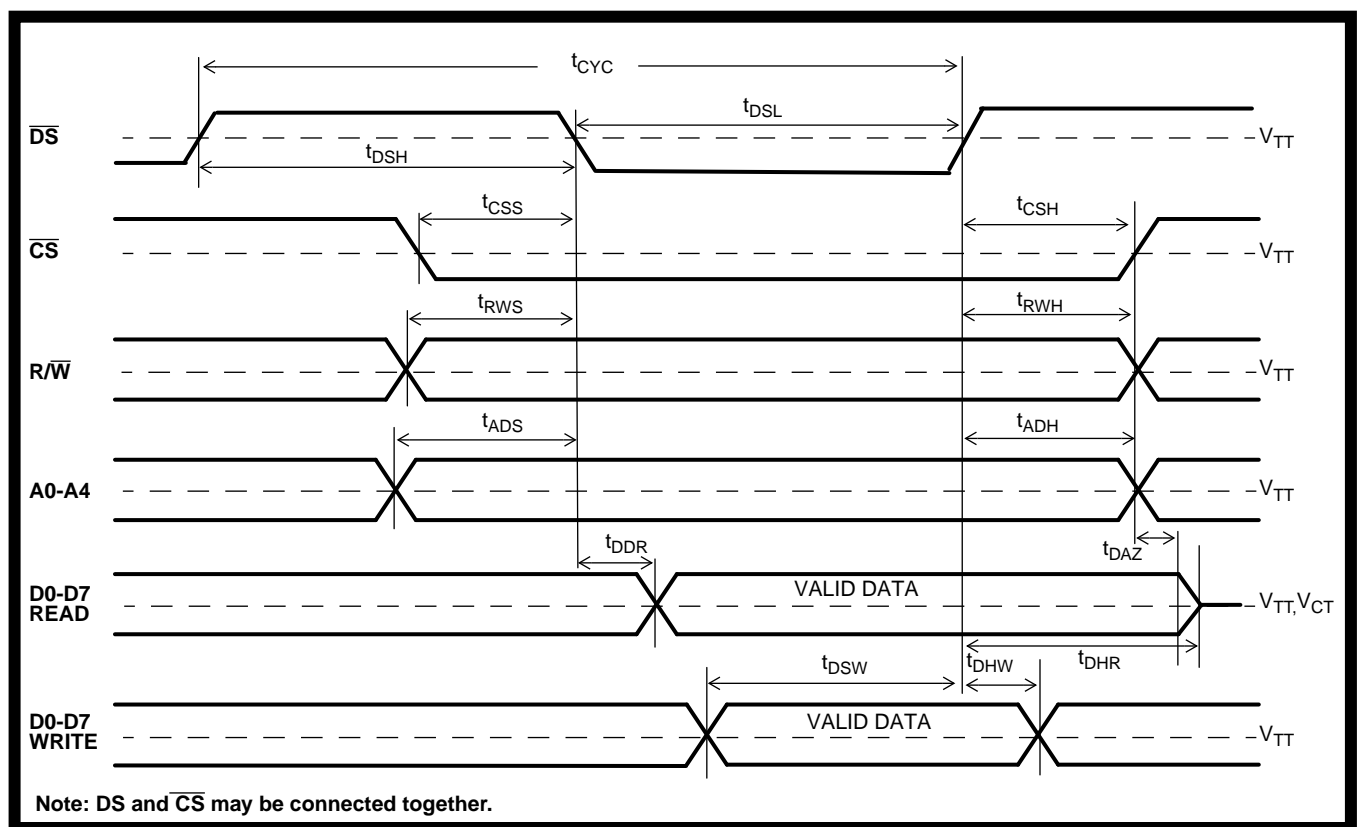 tCYC
DS
tDSL
VTT
tDSH
tCSS
tCSH
CS
VTT
tRWS
tRWH
R/W
VTT
tADS
tADH
A0-A4
VTT
tDDR
tDAZ
D0-D7
READ
VALID DATA
VTT,VCT
tDSW
tDHW
tDHR
D0-D7
WRITE
VALID DATA
VTT
Note: DS and CS may be connected together.